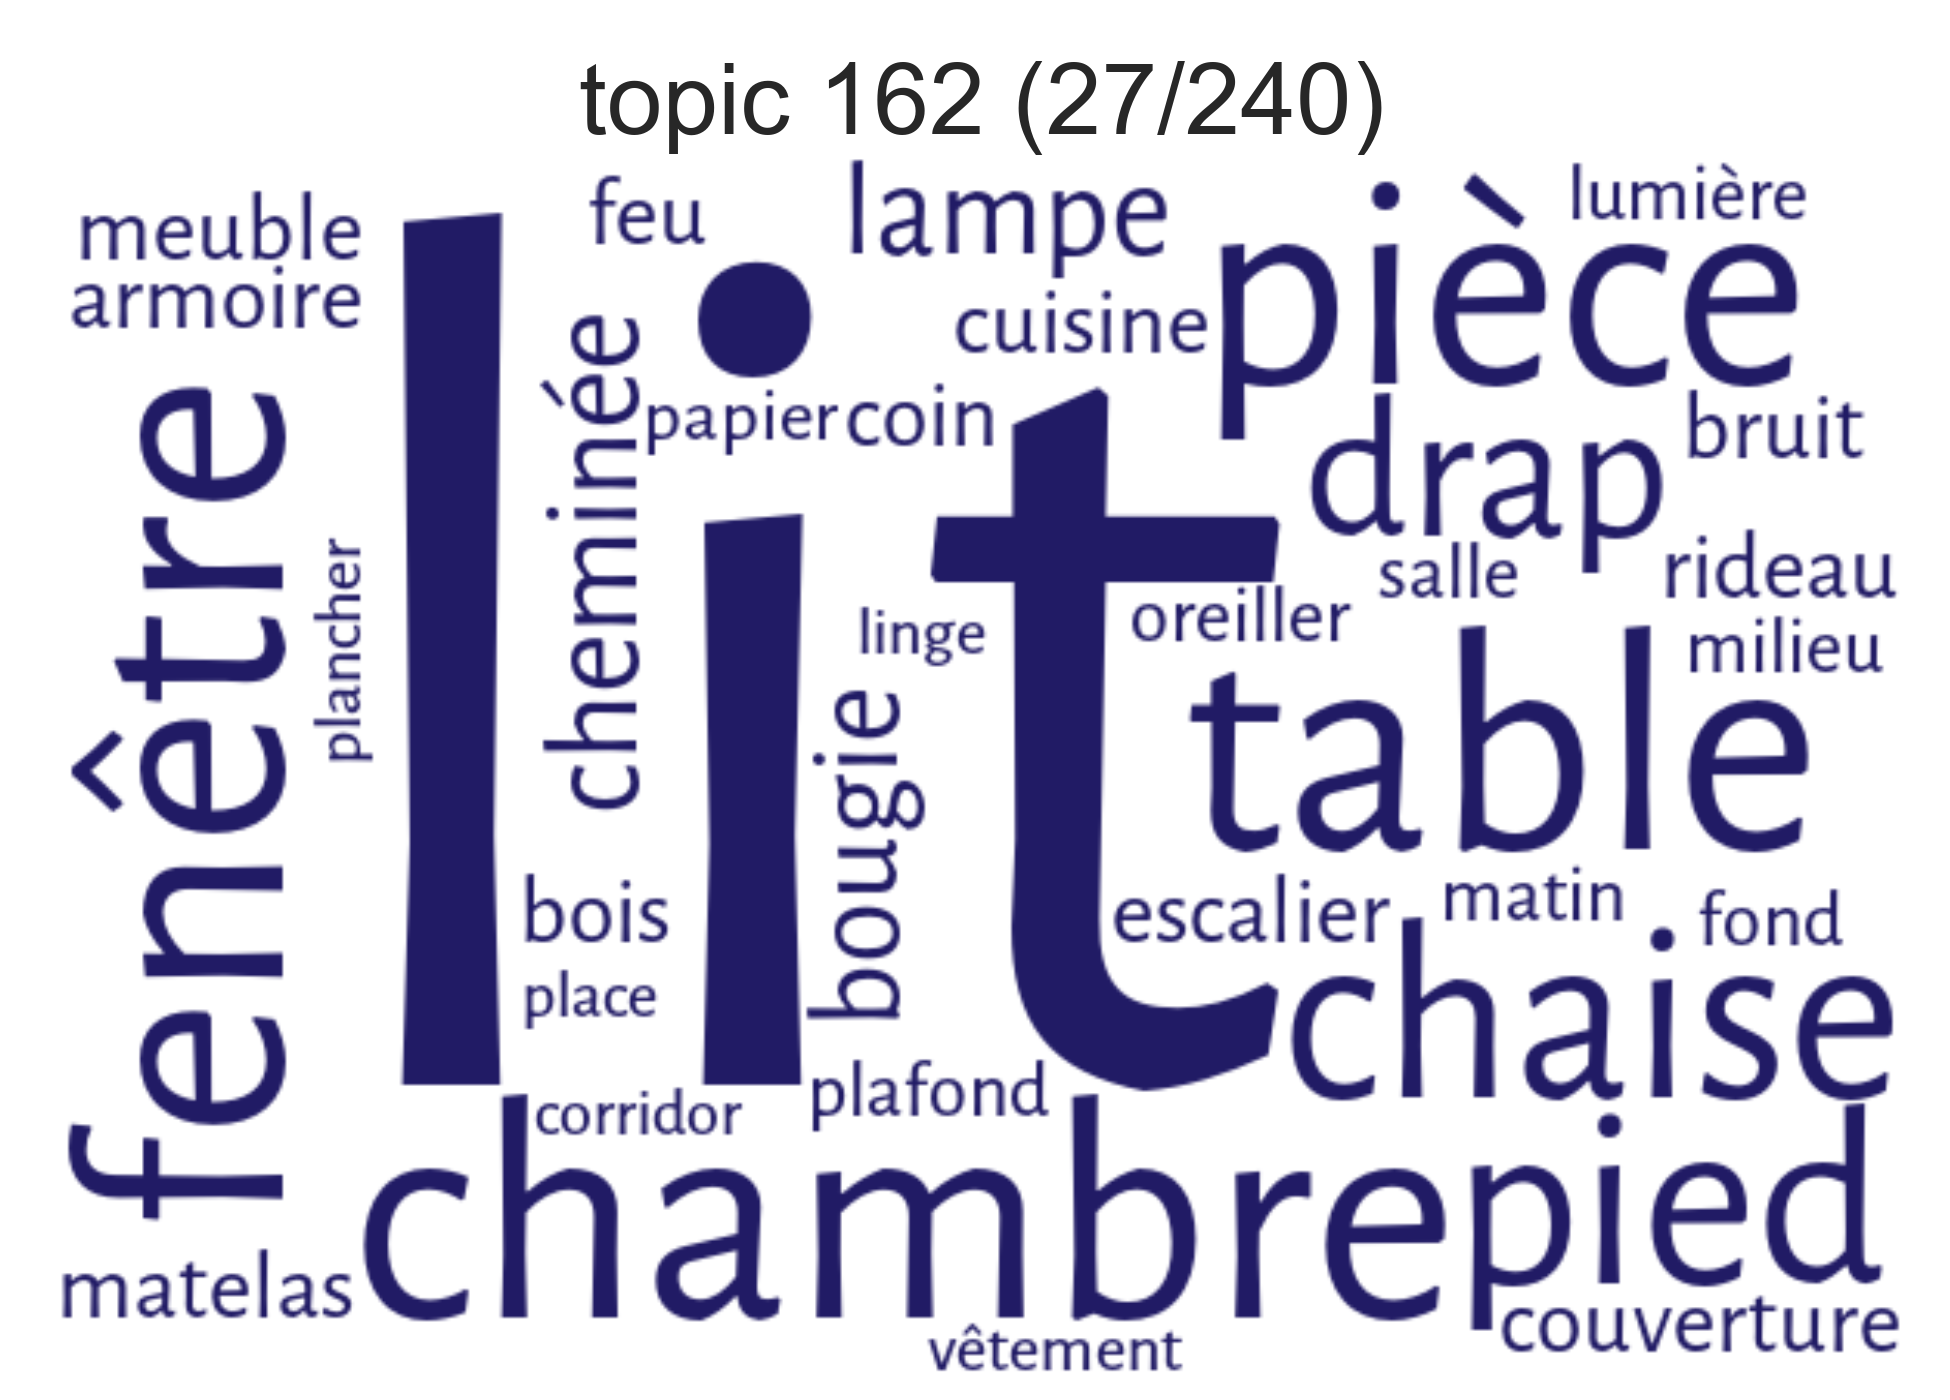 topic 162 (27/240)
meuble
feu
lampe
pièce
lumière
armoire
cuisine
lit
cheminée
papier
coin
drap
bruit
fenêtre
plancher
linge
oreiller
salle
rideau
milieu
table
bougie
bois
place
escalier
matin
fond
chaise
corridor
plafond
chambre
pied
matelas
vêtement
couverture